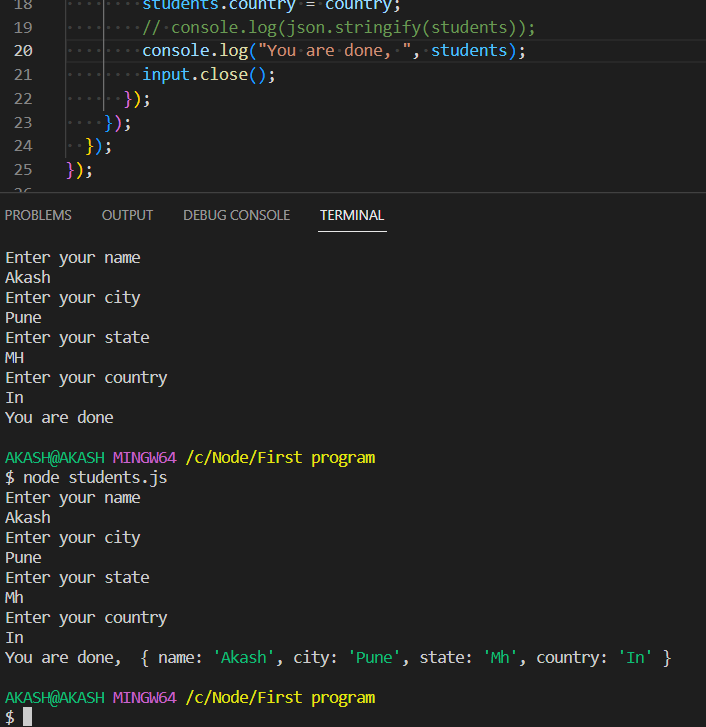 18 students.country = country;
19 // console.log(json.stringify(students));
20 console.log("You are done, ", students);
21 input.close();
22 });
23 });
24 });
25 });
26
PROBLEMS OUTPUT DEBUG CONSOLE TERMINAL
Enter your name
Akash
Enter your city
Pune
Enter your state
MH
Enter your country
In
You are done
AKASH@AKASH MINGW64 /c/Node/First program
$ node students.js
Enter your name
Akash
Enter your city
Pune
Enter your state
Mh
Enter your country
In
You are done,  { name: 'Akash', city: 'Pune', state: 'Mh', country: 'In' }
AKASH@AKASH MINGW64 /c/Node/First program
$